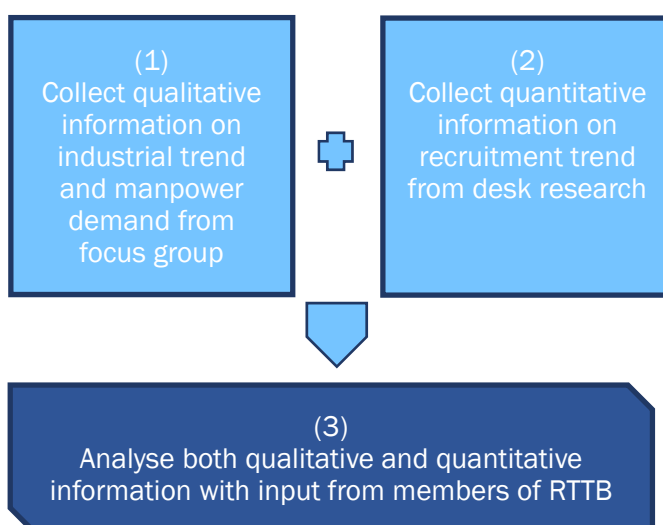 (1)
Collect qualitative
information on
industrial trend
and manpower
demand from
focus group
(2)
Collect quantitative
information on
recruitment trend
from desk research
(3)
Analyse both qualitative and quantitative
information with input from members of RTTB